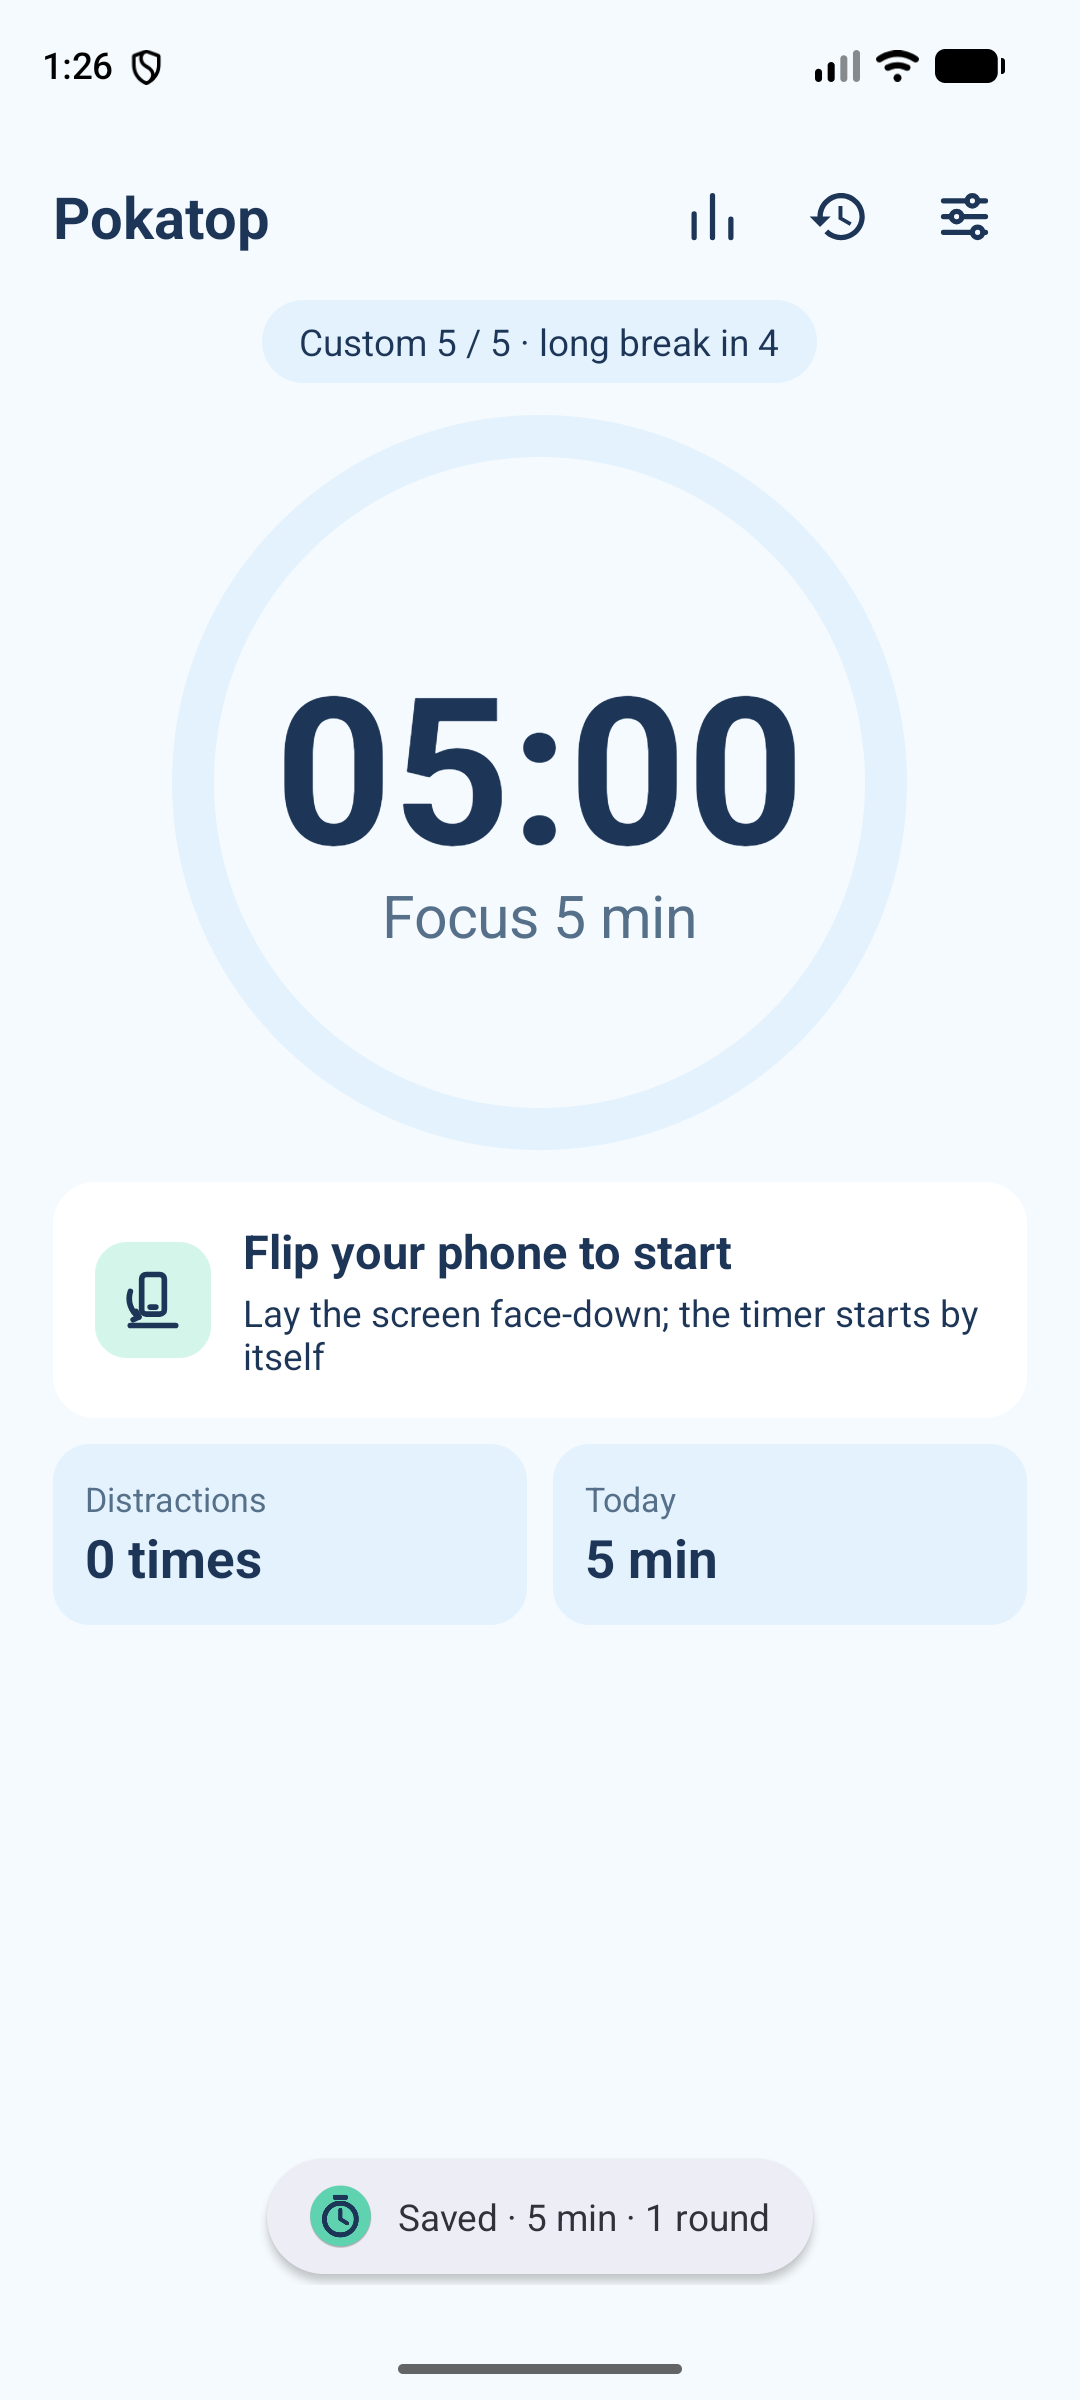 1:26
Pokatop
Custom 5 / 5 · long break in 4
05:00
Focus 5 min
Flip your phone to start
Lay the screen face-down; the timer starts by
itself
Distractions
0 times
Today
5 min
Saved · 5 min · 1 round